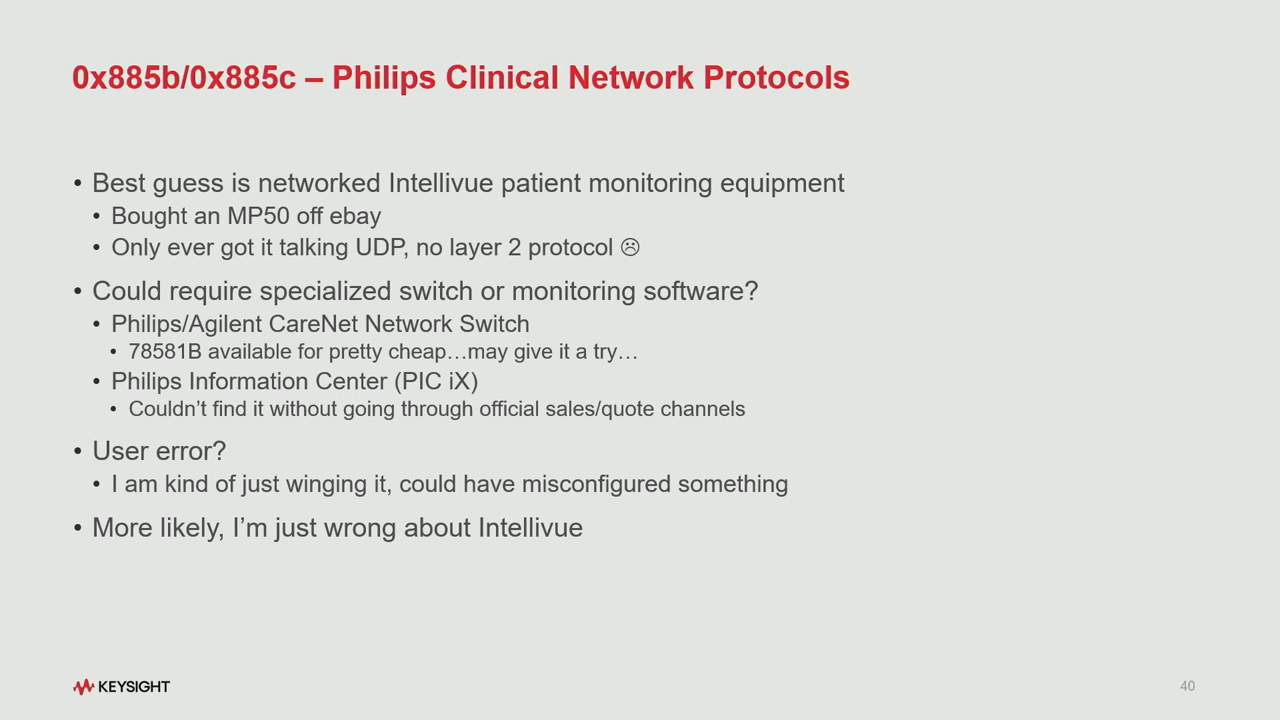 0x885b/0x885c – Philips Clinical Network Protocols
• Best guess is networked Intellivue patient monitoring equipment
• Bought an MP50 off ebay
• Only ever got it talking UDP, no layer 2 protocol ☹
• Could require specialized switch or monitoring software?
• Philips/Agilent CareNet Network Switch
• 78581B available for pretty cheap…may give it a try…
• Philips Information Center (PIC iX)
• Couldn’t find it without going through official sales/quote channels
• User error?
• I am kind of just winging it, could have misconfigured something
• More likely, I’m just wrong about Intellivue
KEYSIGHT
40